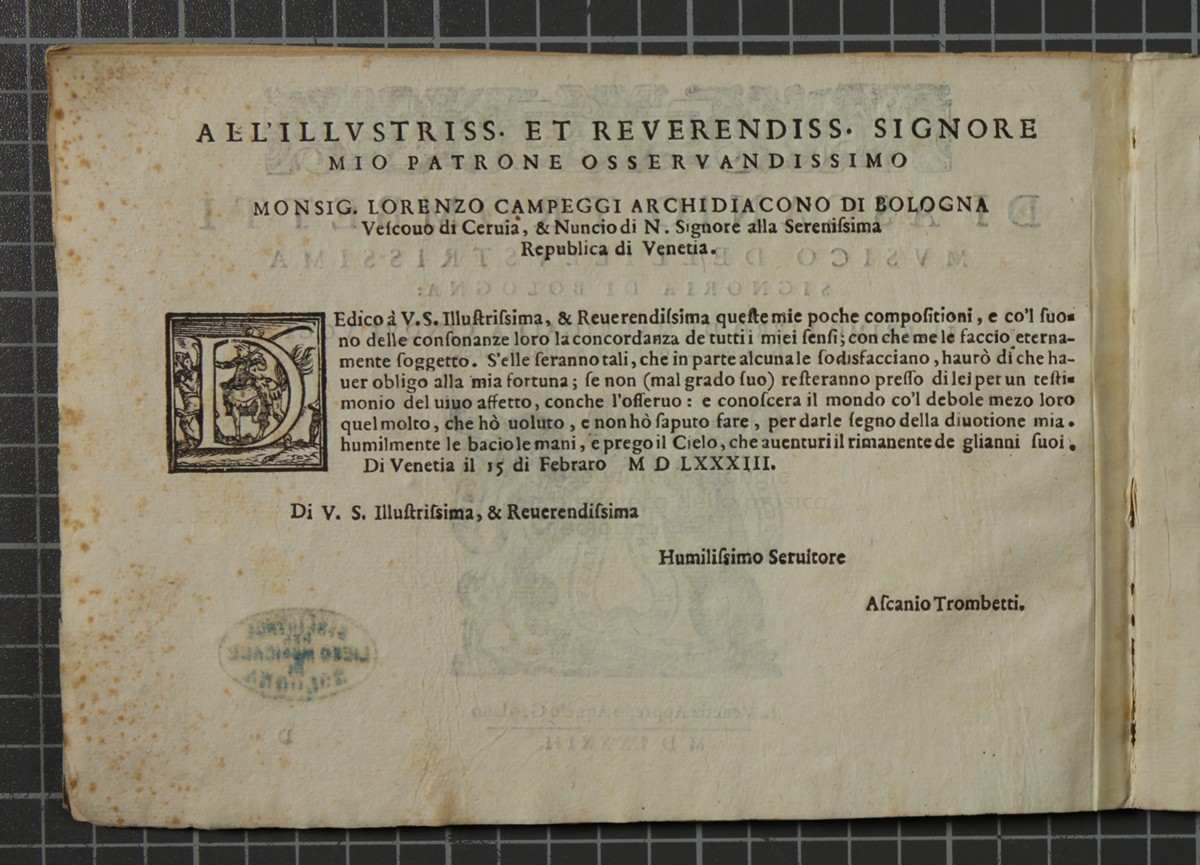 ALL'ILLVSTRISS. ET REVERENDISS. SIGNORE
MIO PATRONE OSSERVANDISSIMO
MONSIG. LORENZO CAMPEGGI ARCHIDIACONO DI BOLOGNA
Veſcouo di Ceruia, & Nuncio di N. Signore alla Sereniſsima
Republica di Venetia.
DEdico à V.S. Illuſtriſsima, & Reuerendiſsima queſte mie poche compoſitioni, e co'l ſuo-
no delle conſonanze loro la concordanza de tutti i miei ſenſi; con che me le faccio eterna-
mente ſoggetto. S'elle ſeranno tali, che in parte alcuna le ſodisfacciano, haurò di che ha-
uer obligo alla mia fortuna; ſe non (mal grado ſuo) reſteranno preſſo di lei per un teſti-
monio del uiuo affetto, conche l'oſſeruo: e conoſcera il mondo co'l debole mezo loro
quel molto, che hò uoluto, e non hò ſaputo fare, per darle ſegno della diuotione mia.
humilmente le bacio le mani, e prego il Cielo, che auenturi il rimanente de gli anni ſuoi.
Di Venetia il 15 di Febraro M D LXXXIII.
Di V. S. Illuſtriſsima, & Reuerendiſsima
Humiliſsimo Seruitore
Aſcanio Trombetti.